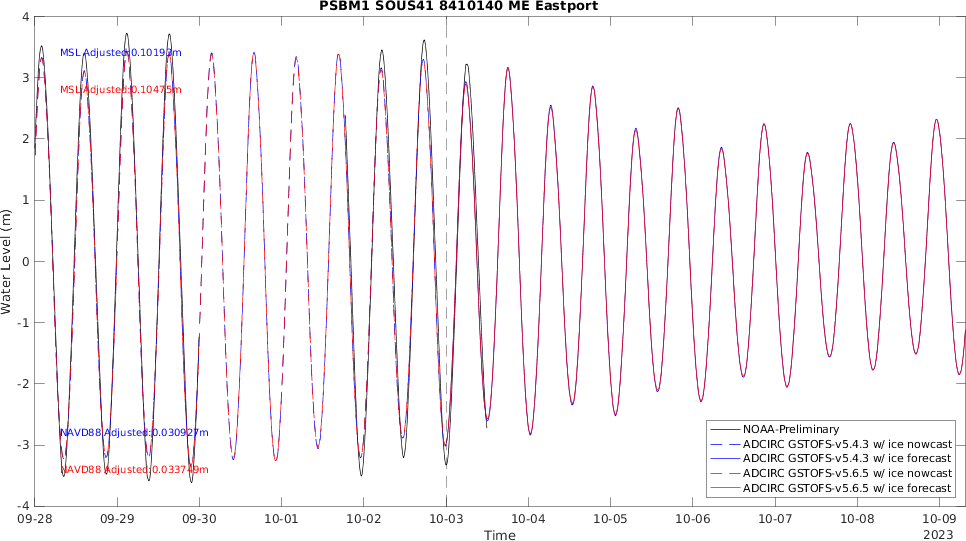 PSBM1 SOUS41 8410140 ME Eastport
MSL Adjusted:0.10193m
MSL Adjusted:0.10475m
NAVD88 Adjusted:0.030927m
NAVD88 Adjusted:0.033749m
Water Level (m)
4
3
2
1
0
-1
-2
-3
-4
09-28
09-29
09-30
10-01
10-02
10-03
10-04
10-05
10-06
10-07
10-08
10-09
Time
2023
NOAA-Preliminary
ADCIRC GSTOFS-v5.4.3 w/ ice nowcast
ADCIRC GSTOFS-v5.4.3 w/ ice forecast
ADCIRC GSTOFS-v5.6.5 w/ ice nowcast
ADCIRC GSTOFS-v5.6.5 w/ ice forecast